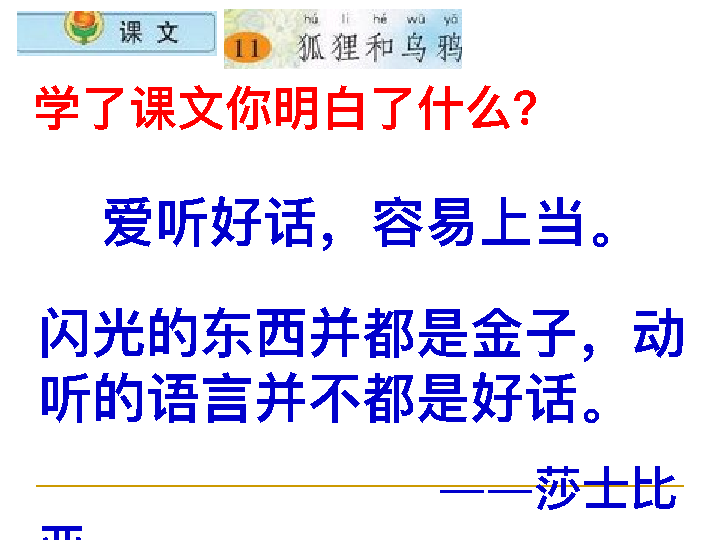 课 文
hú li hé wū yā
11 狐狸和乌鸦
学了课文你明白了什么?
爱听好话，容易上当。
闪光的东西并都是金子，动
听的语言并不都是好话。
——莎士比